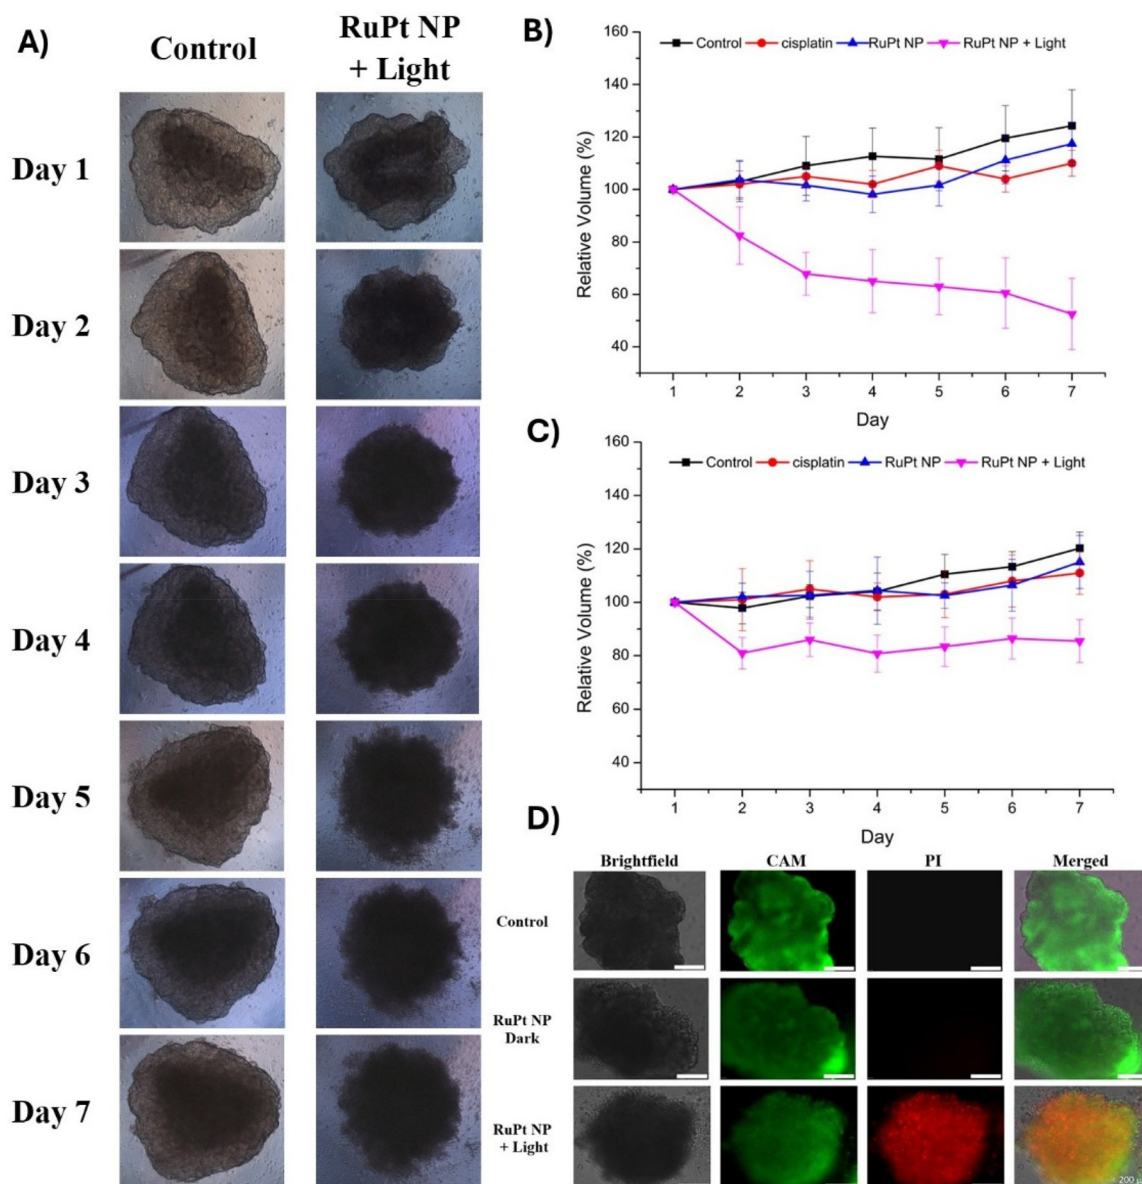 A)
Control
RuPt NP
+ Light
Day 1
Day 2
Day 3
Day 4
Day 5
Day 6
Day 7
B)
160
140
120
100
80
60
40
Relative Volume (%)
Control
cisplatin
RuPt NP
RuPt NP + Light
1 2 3 4 5 6 7
Day
C)
160
140
120
100
80
60
40
Relative Volume (%)
Control
cisplatin
RuPt NP
RuPt NP + Light
1 2 3 4 5 6 7
Day
D)
Brightfield CAM PI Merged
Control
RuPt NP
Dark
RuPt NP
+ Light